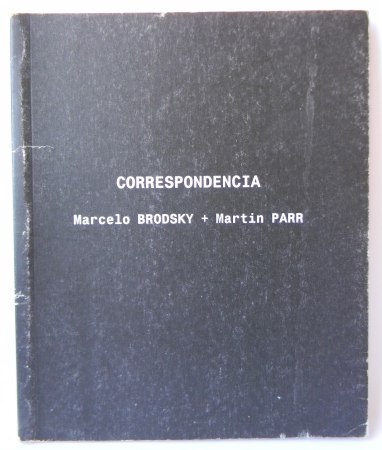 CORRESPONDENCIA
Marcelo BRODSKY + Martin PARR